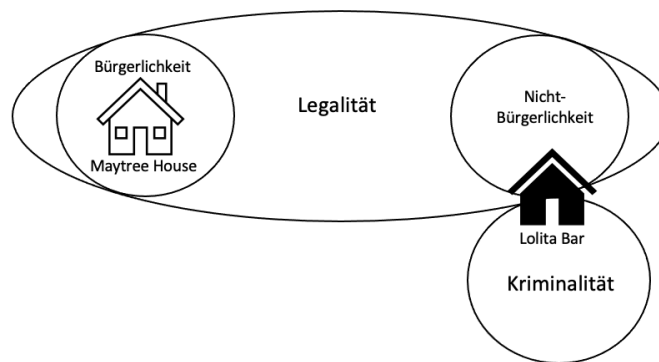 Bürgerlichkeit
Maytree House
Legalität
Nicht-
Bürgerlichkeit
Lolita Bar
Kriminalität